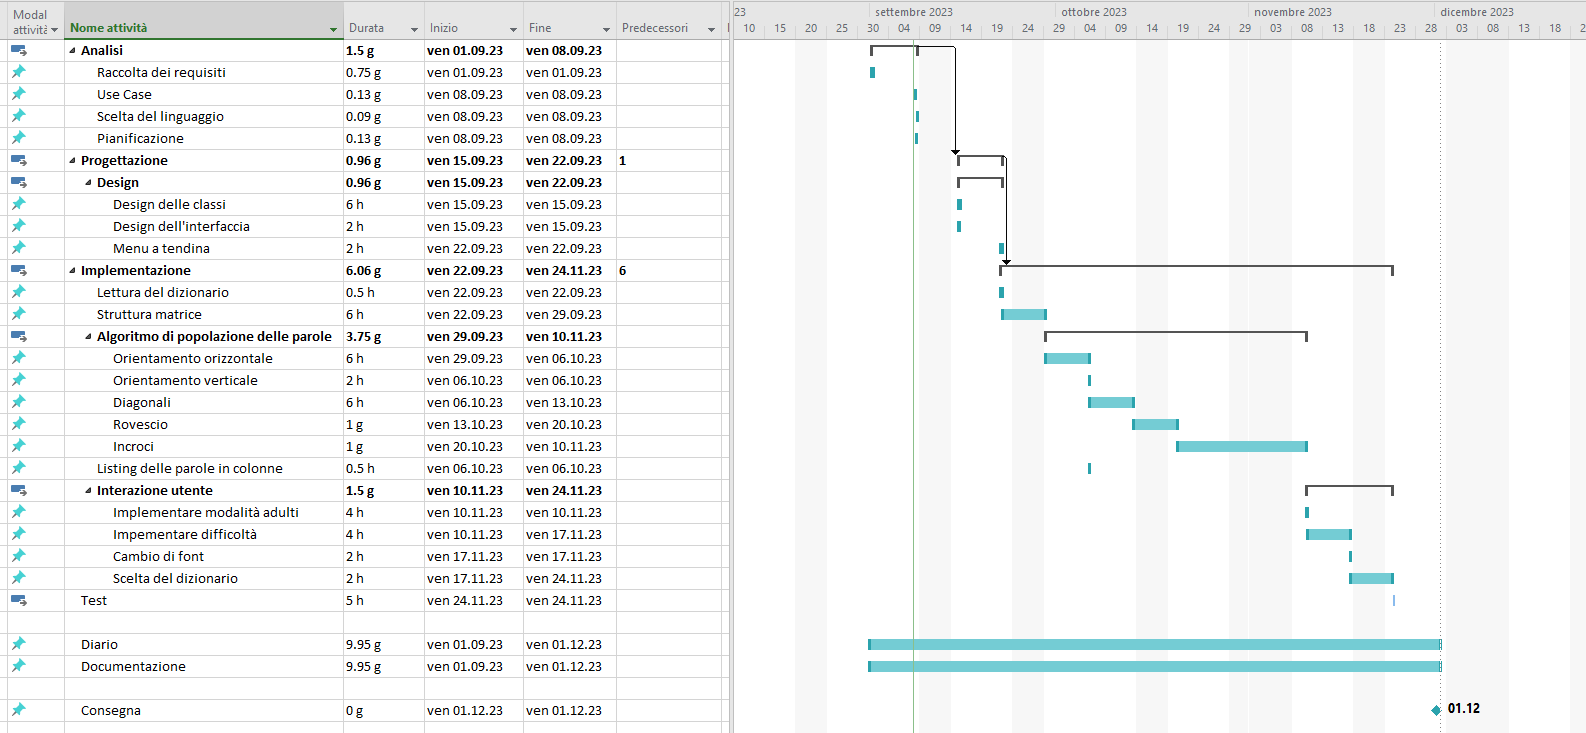 Modal attività Nome attività Durata Inizio Fine Predecessori
23 settembre 2023 ottobre 2023 novembre 2023 dicembre 2023
10 15 20 25 30 04 09 14 19 24 29 04 09 14 19 24 29 03 08 13 18 23 28 03 08 13 18 2
Analisi 1.5 g ven 01.09.23 ven 08.09.23
Raccolta dei requisiti 0.75 g ven 01.09.23 ven 01.09.23
Use Case 0.13 g ven 08.09.23 ven 08.09.23
Scelta del linguaggio 0.09 g ven 08.09.23 ven 08.09.23
Pianificazione 0.13 g ven 08.09.23 ven 08.09.23
Progettazione 0.96 g ven 15.09.23 ven 22.09.23 1
Design 0.96 g ven 15.09.23 ven 22.09.23
Design delle classi 6 h ven 15.09.23 ven 15.09.23
Design dell'interfaccia 2 h ven 15.09.23 ven 15.09.23
Menu a tendina 2 h ven 22.09.23 ven 22.09.23
Implementazione 6.06 g ven 22.09.23 ven 24.11.23 6
Lettura del dizionario 0.5 h ven 22.09.23 ven 22.09.23
Struttura matrice 6 h ven 22.09.23 ven 29.09.23
Algoritmo di popolazione delle parole 3.75 g ven 29.09.23 ven 10.11.23
Orientamento orizzontale 6 h ven 29.09.23 ven 06.10.23
Orientamento verticale 2 h ven 06.10.23 ven 06.10.23
Diagonali 6 h ven 06.10.23 ven 13.10.23
Rovescio 1 g ven 13.10.23 ven 20.10.23
Incroci 1 g ven 20.10.23 ven 10.11.23
Listing delle parole in colonne 0.5 h ven 06.10.23 ven 06.10.23
Interazione utente 1.5 g ven 10.11.23 ven 24.11.23
Implementare modalità adulti 4 h ven 10.11.23 ven 10.11.23
Impementare difficoltà 4 h ven 10.11.23 ven 17.11.23
Cambio di font 2 h ven 17.11.23 ven 17.11.23
Scelta del dizionario 2 h ven 17.11.23 ven 24.11.23
Test 5 h ven 24.11.23 ven 24.11.23
Diario 9.95 g ven 01.09.23 ven 01.12.23
Documentazione 9.95 g ven 01.09.23 ven 01.12.23
Consegna 0 g ven 01.12.23 ven 01.12.23 01.12